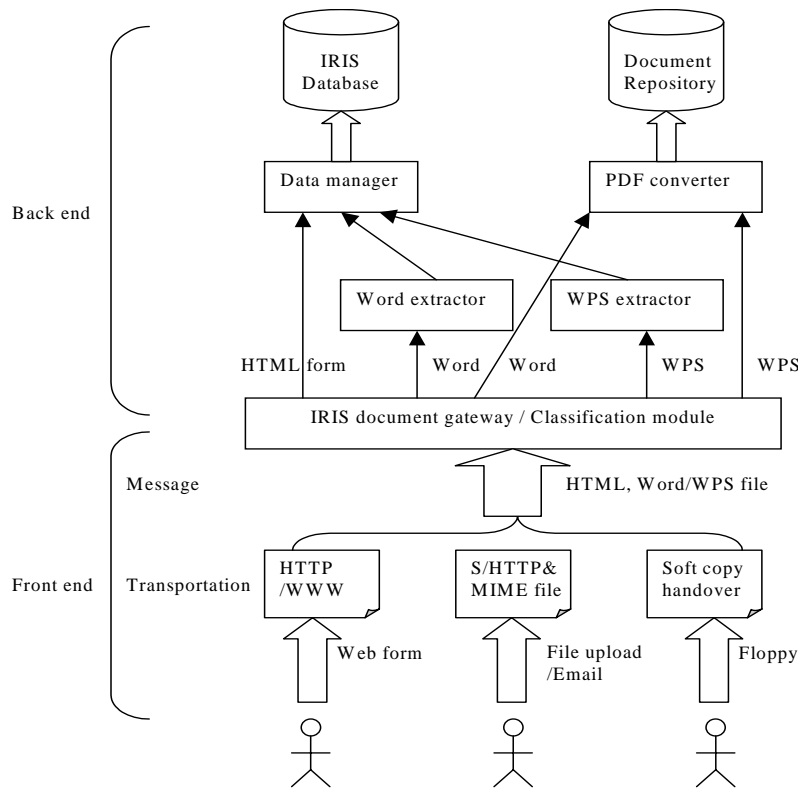 IRIS
Database
Document
Repository
Data manager
PDF converter
Back end
Word extractor
WPS extractor
HTML form
Word
Word
WPS
WPS
IRIS document gateway / Classification module
Message
HTML, Word/WPS file
Front end
Transportation
HTTP
/WWW
S/HTTP&
MIME file
Soft copy
handover
Web form
File upload
/Email
Floppy